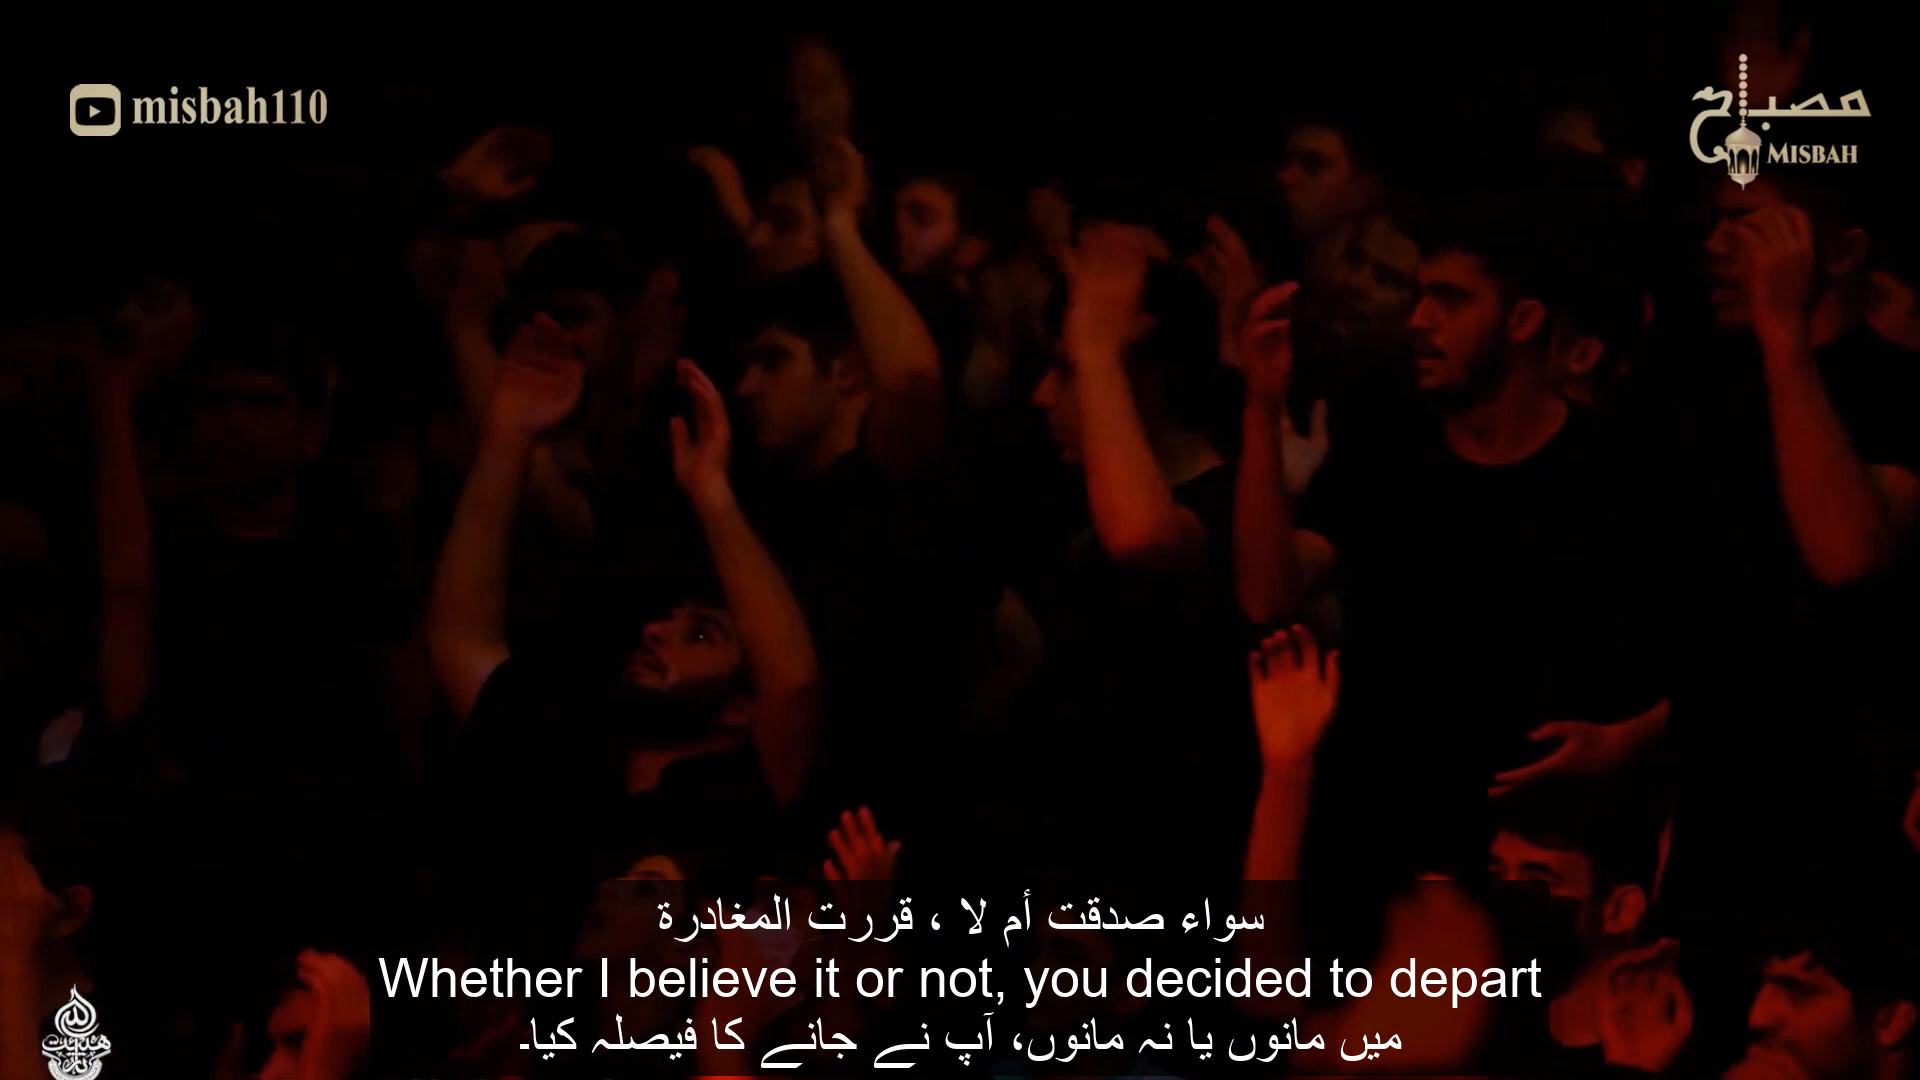 misbah110
مصباح
MISBAH
سواء صدقت أم لا ، قررت المغادرة
Whether I believe it or not, you decided to depart
میں مانوں یا نہ مانوں، آپ نے جانے کا فیصلہ کیا۔